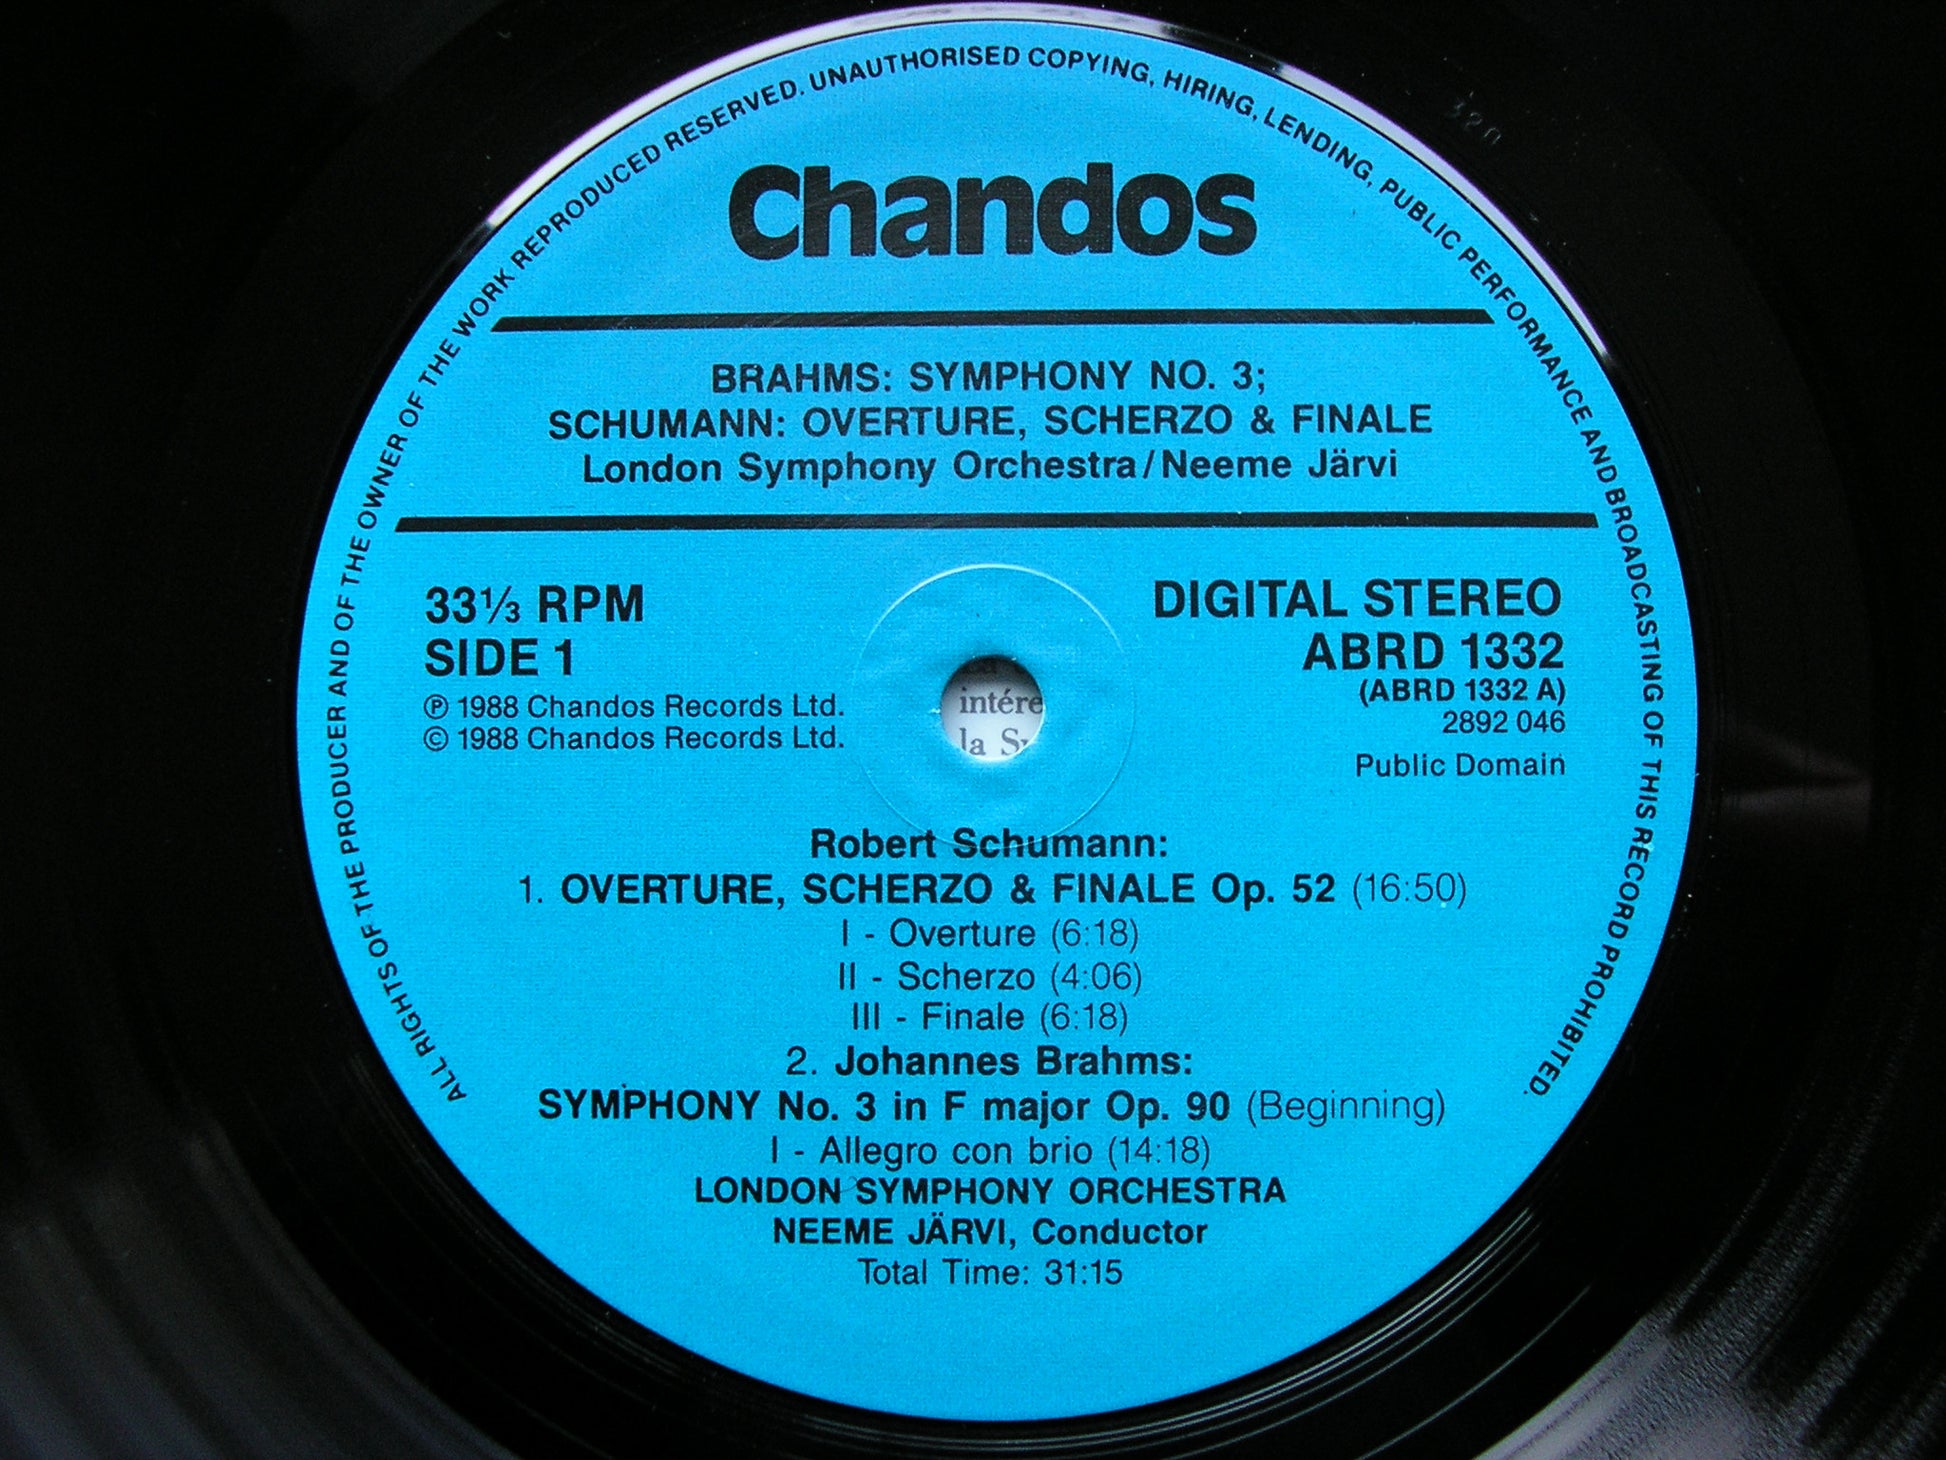 ALL RIGHTS OF THE PRODUCER AND OF THE OWNER OF THE WORK REPRODUCED RESERVED. UNAUTHORISED COPYING, HIRING, LENDING, PUBLIC PERFORMANCE AND BROADCASTING OF THIS RECORD PROHIBITED.
Chandos
BRAHMS: SYMPHONY NO. 3;
SCHUMANN: OVERTURE, SCHERZO & FINALE
London Symphony Orchestra/Neeme Järvi
33⅓ RPM
SIDE 1
℗ 1988 Chandos Records Ltd.
© 1988 Chandos Records Ltd.
DIGITAL STEREO
ABRD 1332
(ABRD 1332 A)
2892 046
Public Domain
intére
la S
Robert Schumann:
1. OVERTURE, SCHERZO & FINALE Op. 52 (16:50)
I - Overture (6:18)
II - Scherzo (4:06)
III - Finale (6:18)
2. Johannes Brahms:
SYMPHONY No. 3 in F major Op. 90 (Beginning)
I - Allegro con brio (14:18)
LONDON SYMPHONY ORCHESTRA
NEEME JÄRVI, Conductor
Total Time: 31:15